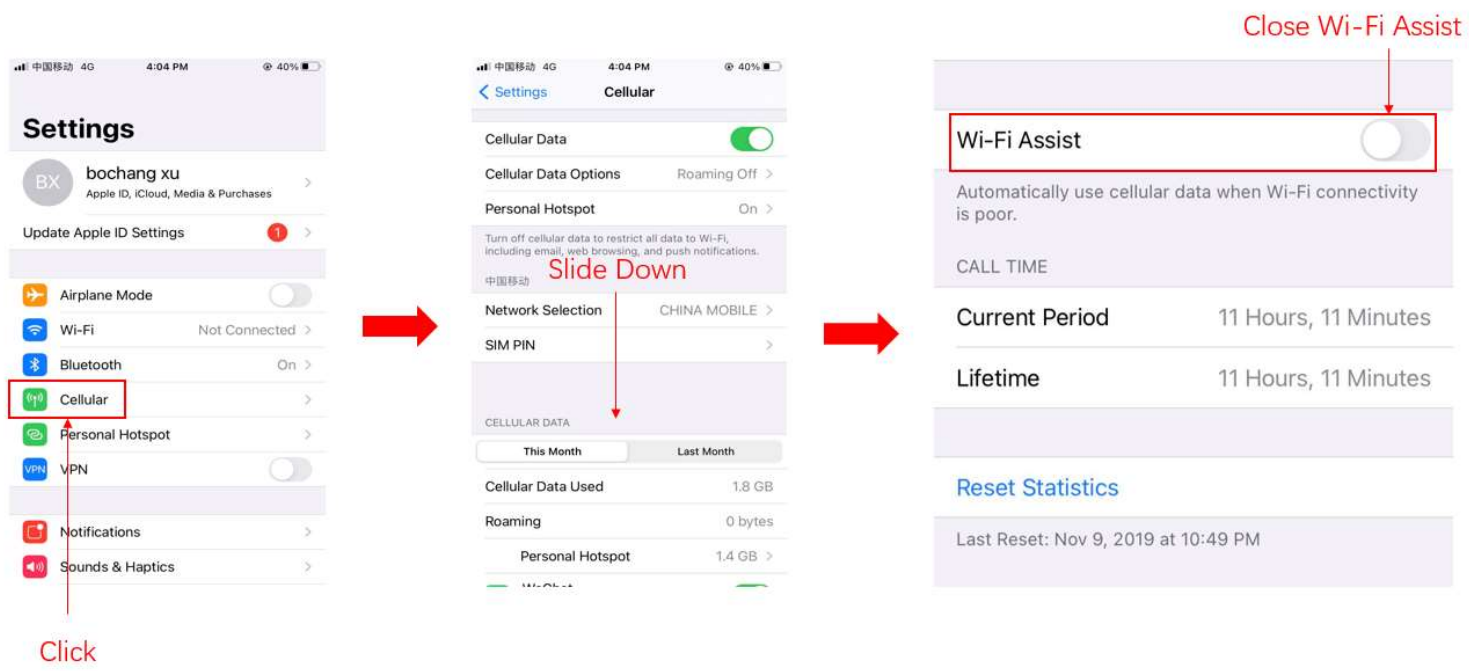 Close Wi-Fi Assist
中国移动 4G 4:04 PM 40%
Settings
BX
bochang xu
Apple ID, iCloud, Media & Purchases
Update Apple ID Settings 1
Airplane Mode
Wi-Fi Not Connected
Bluetooth On
Cellular
Personal Hotspot
VPN VPN
Notifications
Sounds & Haptics
Click
中国移动 4G 4:04 PM 40%
Settings Cellular
Cellular Data
Cellular Data Options Roaming Off
Personal Hotspot On
Turn off cellular data to restrict all data to Wi-Fi,
including email, web browsing, and push notifications.
Slide Down
中国移动
Network Selection CHINA MOBILE
SIM PIN
CELLULAR DATA
This Month Last Month
Cellular Data Used 1.8 GB
Roaming 0 bytes
Personal Hotspot 1.4 GB
Wi-Fi Assist
Automatically use cellular data when Wi-Fi connectivity
is poor.
CALL TIME
Current Period 11 Hours, 11 Minutes
Lifetime 11 Hours, 11 Minutes
Reset Statistics
Last Reset: Nov 9, 2019 at 10:49 PM